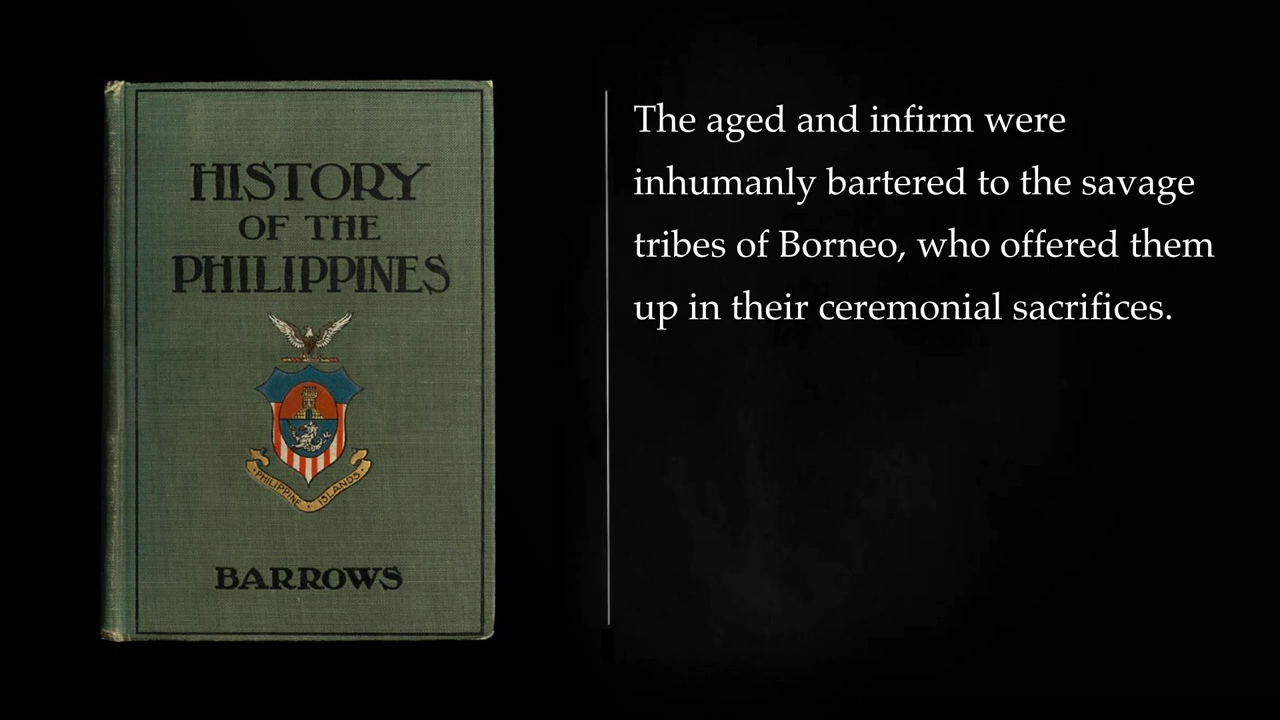 HISTORY
OF THE
PHILIPPINES
PHILIPPINE ISLANDS
BARROWS
The aged and infirm were
inhumanly bartered to the savage
tribes of Borneo, who offered them
up in their ceremonial sacrifices.